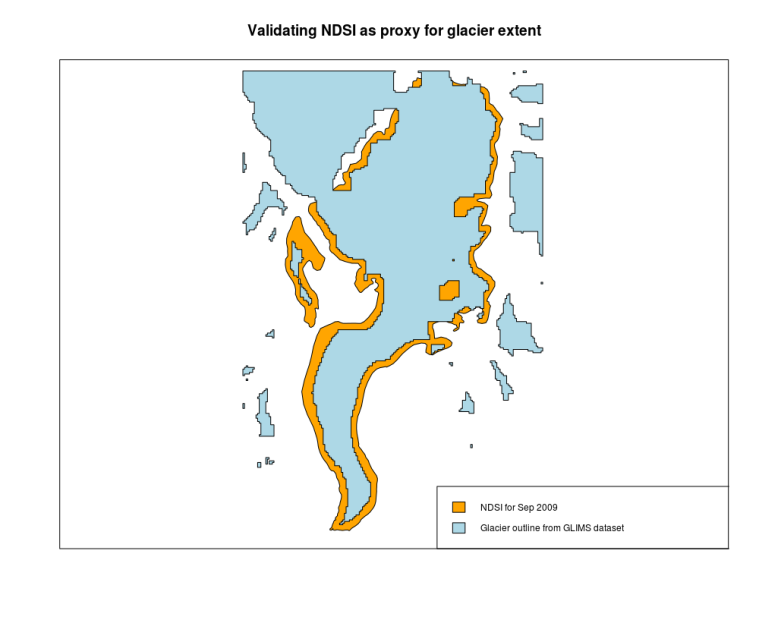 Validating NDSI as proxy for glacier extent
NDSI for Sep 2009
Glacier outline from GLIMS dataset